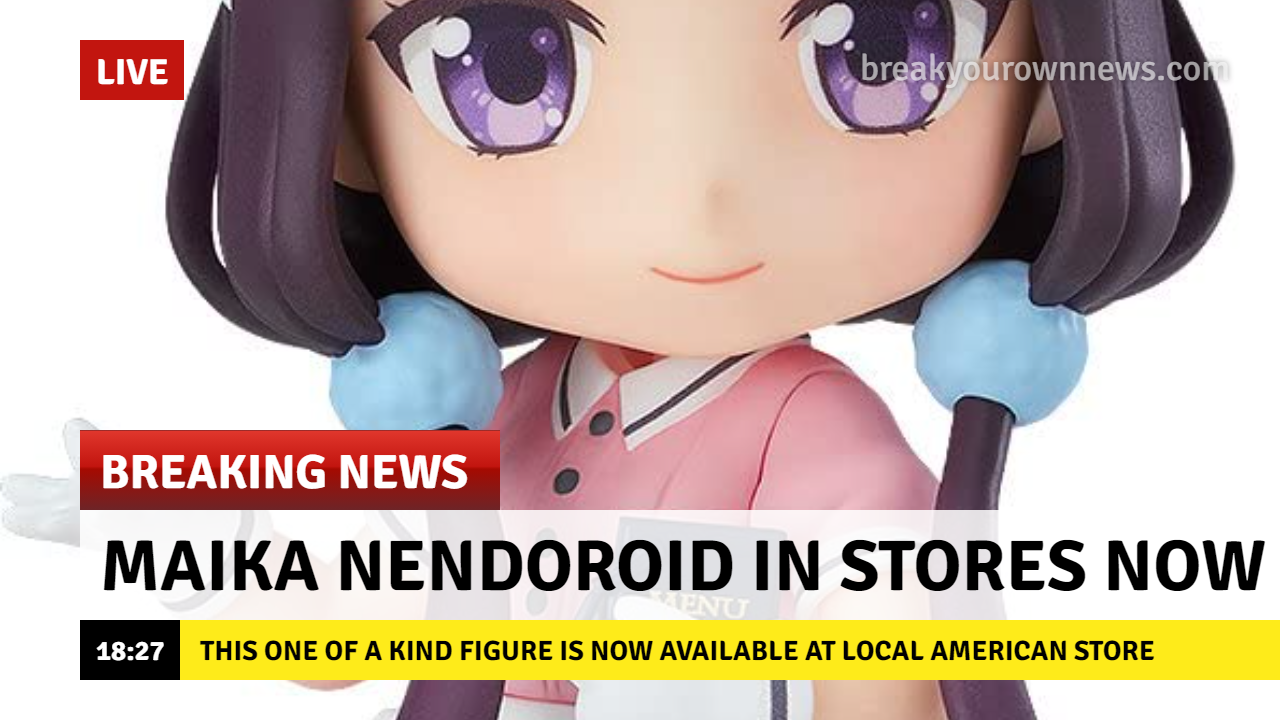 LIVE
breakyourownnews.com
BREAKING NEWS
MAIKA NENDOROID IN STORES NOW
MENU
18:27 THIS ONE OF A KIND FIGURE IS NOW AVAILABLE AT LOCAL AMERICAN STORE